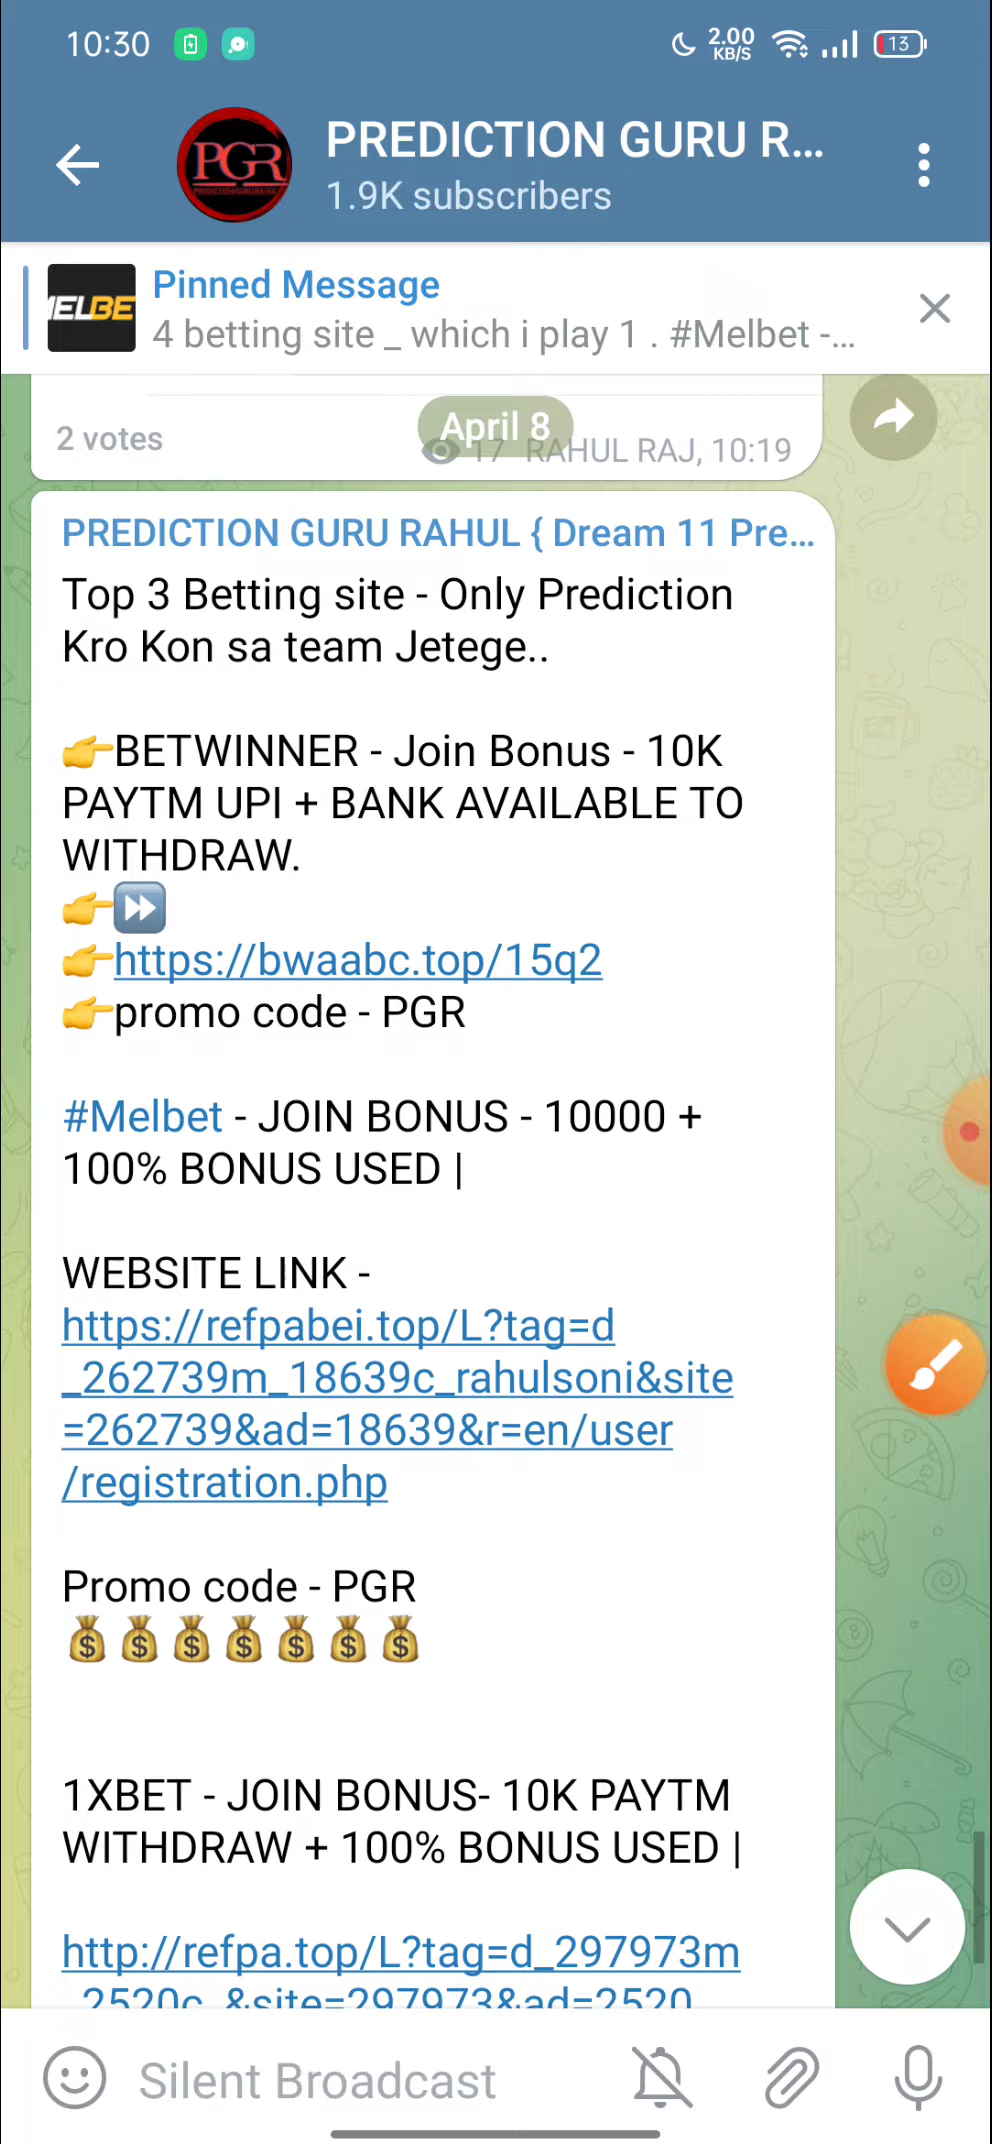 10:30
2.00
KB/S
13
PGR
PREDICTION GURU R...
1.9K subscribers
MELBE
Pinned Message
4 betting site _ which i play 1 . #Melbet -...
April 8
2 votes
17 RAHUL RAJ, 10:19
PREDICTION GURU RAHUL { Dream 11 Pre...
Top 3 Betting site - Only Prediction
Kro Kon sa team Jetege..
👉BETWINNER - Join Bonus - 10K
PAYTM UPI + BANK AVAILABLE TO
WITHDRAW.
👉⏩
👉https://bwaabc.top/15q2
👉promo code - PGR
#Melbet - JOIN BONUS - 10000 +
100% BONUS USED |
WEBSITE LINK -
https://refpabei.top/L?tag=d
_262739m_18639c_rahulsoni&site
=262739&ad=18639&r=en/user
/registration.php
Promo code - PGR
💰💰💰💰💰💰💰
1XBET - JOIN BONUS- 10K PAYTM
WITHDRAW + 100% BONUS USED |
http://refpa.top/L?tag=d_297973m
_2520c_&site=297973&ad=2520
Silent Broadcast